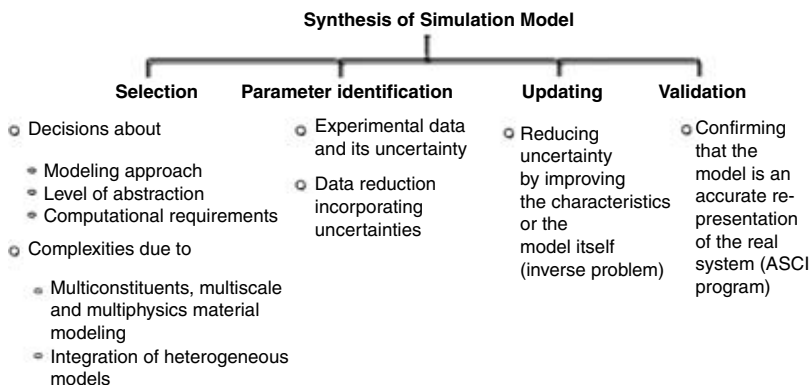 Synthesis of Simulation Model
Selection
Decisions about
Modeling approach
Level of abstraction
Computational requirements
Complexities due to
Multiconstituents, multiscale
and multiphysics material
modeling
Integration of heterogeneous
models
Parameter identification
Experimental data
and its uncertainty
Data reduction
incorporating
uncertainties
Updating
Reducing
uncertainty
by improving
the characteristics
or the
model itself
(inverse problem)
Validation
Confirming
that the
model is an
accurate re-
presentation
of the real
system (ASCI
program)